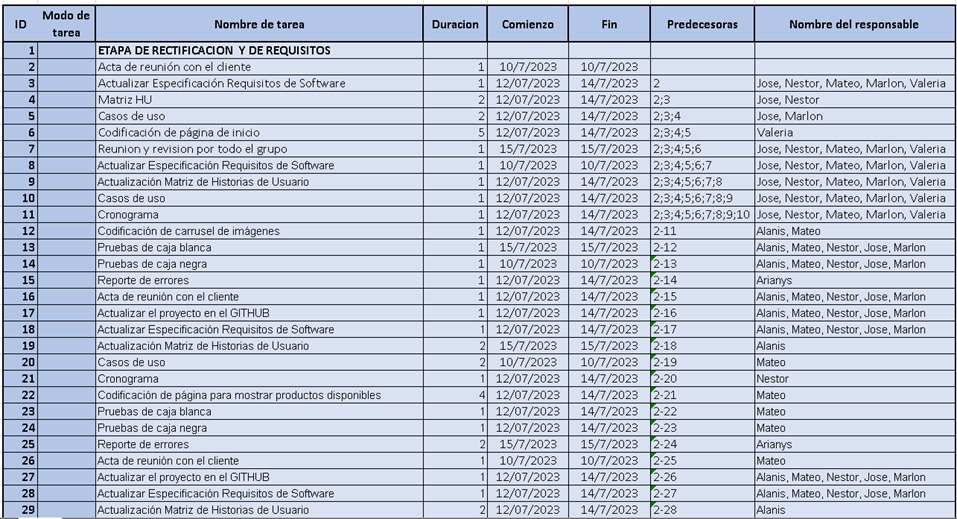 ID Modo de tarea Nombre de tarea Duracion Comienzo Fin Predecesoras Nombre del responsable
1 ETAPA DE RECTIFICACION Y DE REQUISITOS
2 Acta de reunión con el cliente 1 10/7/2023 10/7/2023
3 Actualizar Especificación Requisitos de Software 1 12/07/2023 14/7/2023 2 Jose, Nestor, Mateo, Marlon, Valeria
4 Matriz HU 2 12/07/2023 14/7/2023 2;3 Jose, Nestor
5 Casos de uso 2 12/07/2023 14/7/2023 2;3;4 Jose, Marlon
6 Codificación de página de inicio 5 12/07/2023 14/7/2023 2;3;4;5 Valeria
7 Reunion y revision por todo el grupo 1 15/7/2023 15/7/2023 2;3;4;5;6 Jose, Nestor, Mateo, Marlon, Valeria
8 Actualizar Especificación Requisitos de Software 1 10/7/2023 10/7/2023 2;3;4;5;6;7 Jose, Nestor, Mateo, Marlon, Valeria
9 Actualización Matriz de Historias de Usuario 1 12/07/2023 14/7/2023 2;3;4;5;6;7;8 Jose, Nestor, Mateo, Marlon, Valeria
10 Casos de uso 1 12/07/2023 14/7/2023 2;3;4;5;6;7;8;9 Jose, Nestor, Mateo, Marlon, Valeria
11 Cronograma 1 12/07/2023 14/7/2023 2;3;4;5;6;7;8;9;10 Jose, Nestor, Mateo, Marlon, Valeria
12 Codificación de carrusel de imágenes 1 12/07/2023 14/7/2023 2-11 Alanis, Mateo
13 Pruebas de caja blanca 1 15/7/2023 15/7/2023 2-12 Alanis, Mateo, Nestor, Jose, Marlon
14 Pruebas de caja negra 1 10/7/2023 10/7/2023 2-13 Alanis, Mateo, Nestor, Jose, Marlon
15 Reporte de errores 1 12/07/2023 14/7/2023 2-14 Arianys
16 Acta de reunión con el cliente 1 12/07/2023 14/7/2023 2-15 Alanis, Mateo, Nestor, Jose, Marlon
17 Actualizar el proyecto en el GITHUB 1 12/07/2023 14/7/2023 2-16 Alanis, Mateo, Nestor, Jose, Marlon
18 Actualizar Especificación Requisitos de Software 1 12/07/2023 14/7/2023 2-17 Alanis, Mateo, Nestor, Jose, Marlon
19 Actualización Matriz de Historias de Usuario 2 15/7/2023 15/7/2023 2-18 Alanis
20 Casos de uso 2 10/7/2023 10/7/2023 2-19 Mateo
21 Cronograma 1 12/07/2023 14/7/2023 2-20 Nestor
22 Codificación de página para mostrar productos disponibles 4 12/07/2023 14/7/2023 2-21 Mateo
23 Pruebas de caja blanca 1 12/07/2023 14/7/2023 2-22 Mateo
24 Pruebas de caja negra 1 12/07/2023 14/7/2023 2-23 Mateo
25 Reporte de errores 2 15/7/2023 15/7/2023 2-24 Arianys
26 Acta de reunión con el cliente 1 10/7/2023 10/7/2023 2-25 Mateo
27 Actualizar el proyecto en el GITHUB 1 12/07/2023 14/7/2023 2-26 Alanis, Mateo, Nestor, Jose, Marlon
28 Actualizar Especificación Requisitos de Software 1 12/07/2023 14/7/2023 2-27 Alanis, Mateo, Nestor, Jose, Marlon
29 Actualización Matriz de Historias de Usuario 2 12/07/2023 14/7/2023 2-28 Alanis